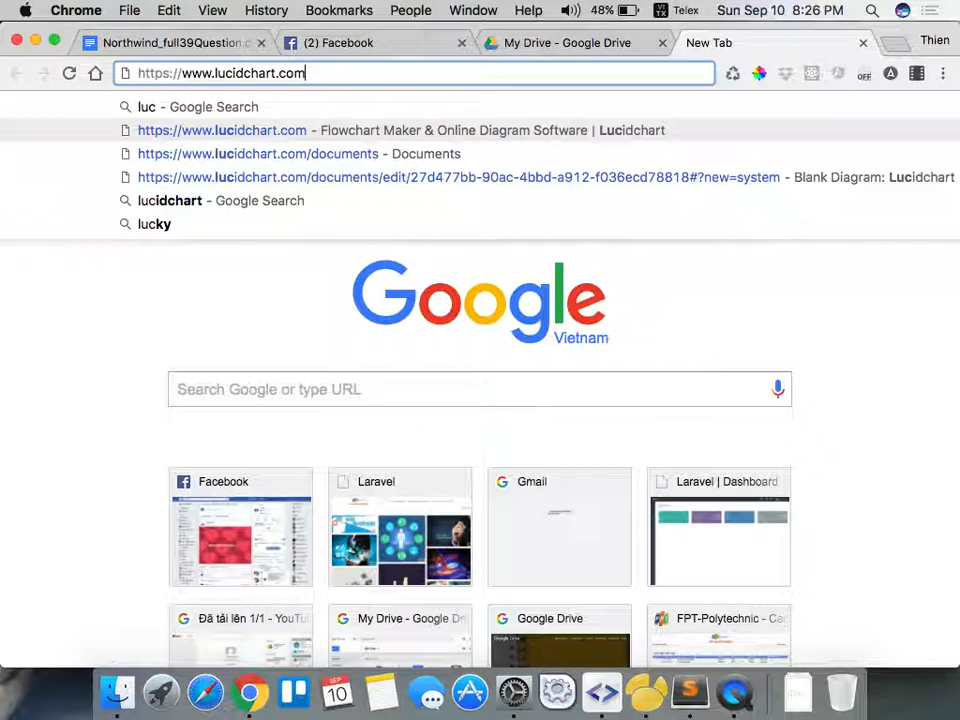 Chrome File Edit View History Bookmarks People Window Help 48% VI TX Telex Sun Sep 10 8:26 PM
Northwind_full39Question.c (2) Facebook My Drive - Google Drive New Tab Thien
https://www.lucidchart.com OFF
luc - Google Search
https://www.lucidchart.com - Flowchart Maker & Online Diagram Software | Lucidchart
https://www.lucidchart.com/documents - Documents
https://www.lucidchart.com/documents/edit/27d477bb-90ac-4bbd-a912-f036ecd78818#?new=system - Blank Diagram: Lucidchart
lucidchart - Google Search
lucky
Google
Vietnam
Search Google or type URL
Facebook Laravel Gmail Laravel | Dashboard
Đã tải lên 1/1 - YouTu My Drive - Google Dr Google Drive FPT-Polytechnic - Ca
SEP
10